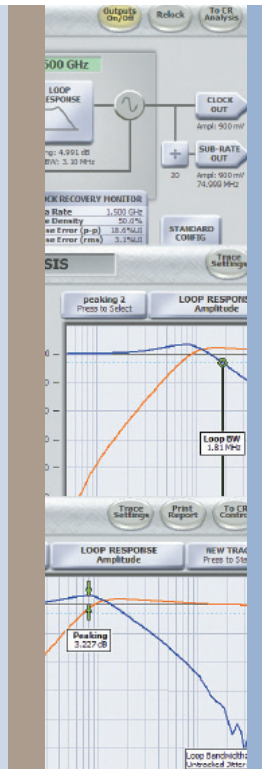 Outputs
On/Off
Relock
To CR
Analysis
500 GHz
LOOP
ESPONSE
CLOCK
OUT
Ampl: 900 mV
ng: 4.991 dB
BW: 3.10 MHz
÷
20
SUB-RATE
OUT
Ampl: 900 mV
74.999 MHz
OCK RECOVERY MONITOR
a Rate 1.500 GHz
e Density 50.0%
se Error (p-p) 18.6%UI
se Error (rms) 3.1%UI
STANDARD
CONFIG
SIS
Trace
Settings
peaking 2
Press to Select
LOOP RESPONS
Amplitude
Loop BW
1.81 MHz
Trace
Settings
Print
Report
To CR
Contro
LOOP RESPONSE
Amplitude
NEW TRAC
Press to Sta
Peaking
3.227 dB
Loop Bandwidth:
Untracked Jitter